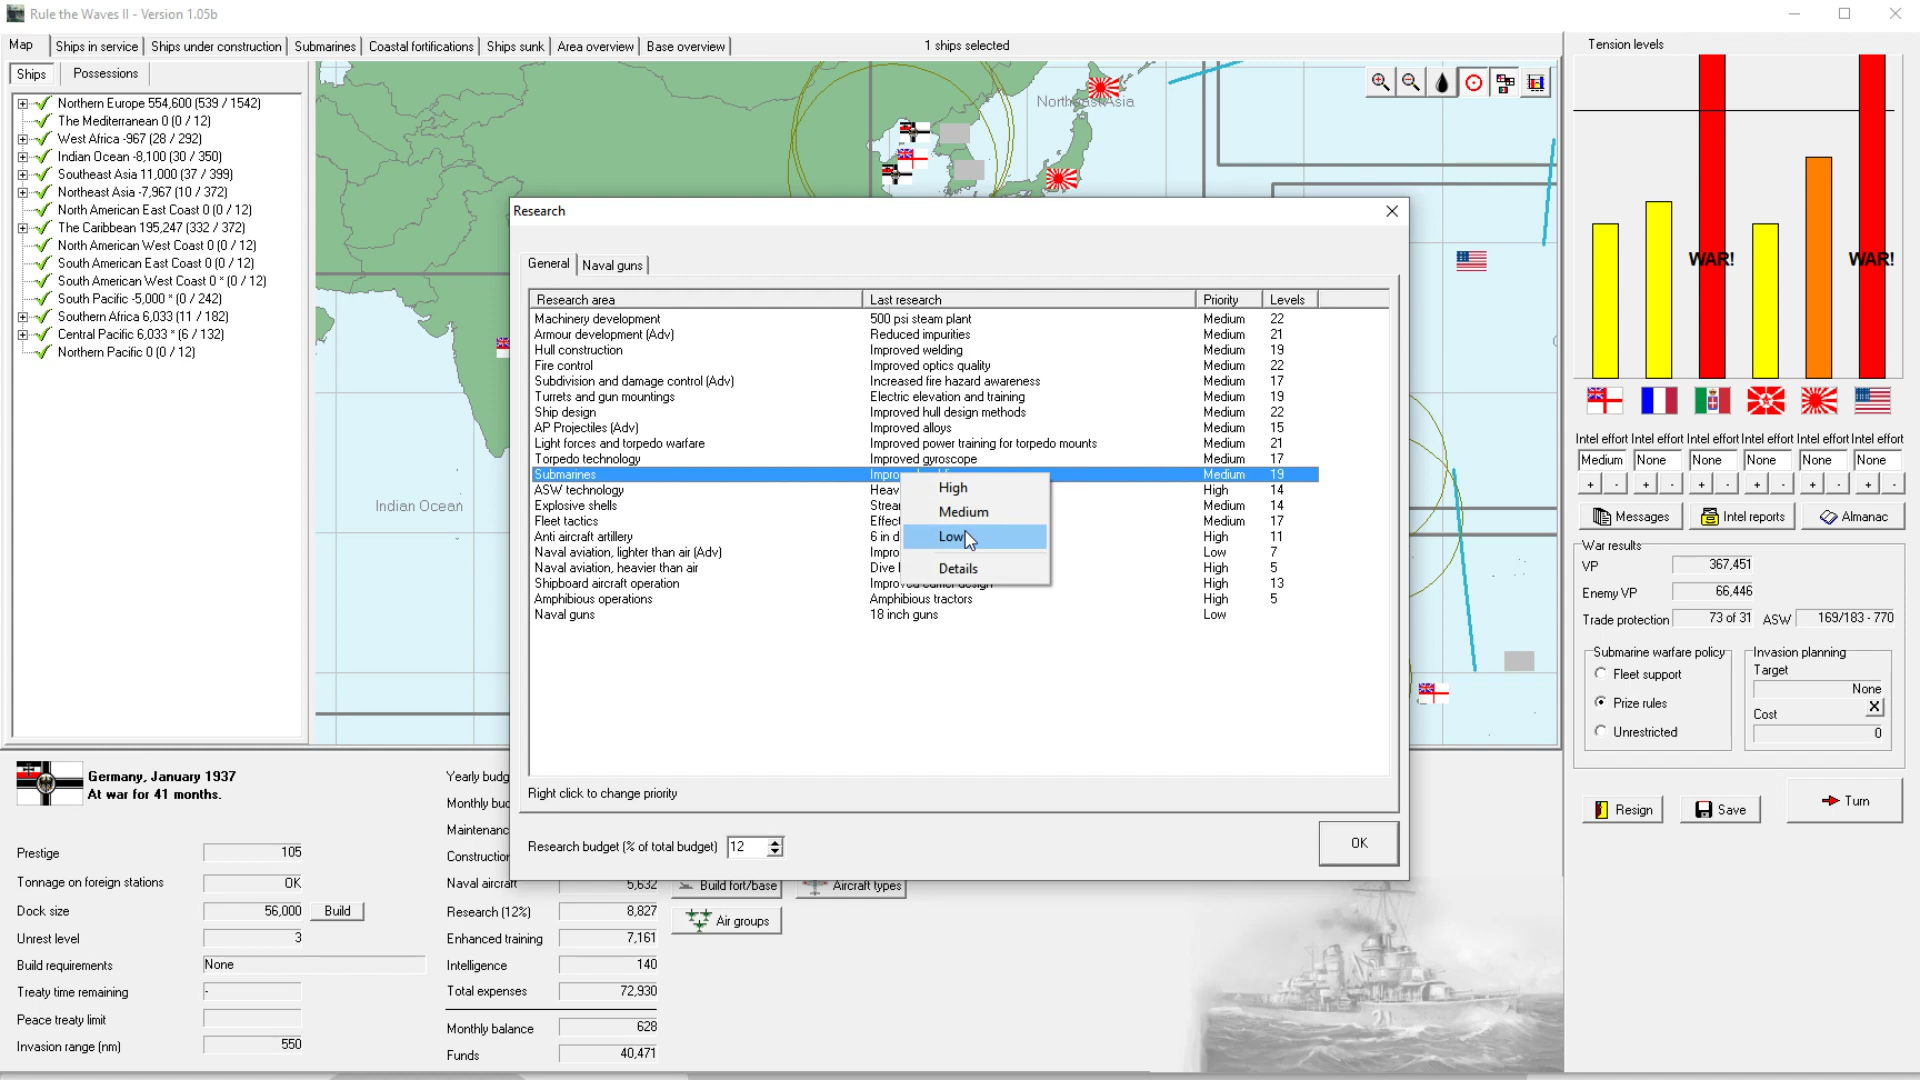 Rule the Waves II - Version 1.05b
Map
Ships in service
Ships under construction
Submarines
Coastal fortifications
Ships sunk
Area overview
Base overview
1 ships selected
Ships
Possessions
Northern Europe 554,600 (539 / 1542)
The Mediterranean 0 (0 / 12)
West Africa -967 (28 / 292)
Indian Ocean -8,100 (30 / 350)
Southeast Asia 11,000 (37 / 399)
Northeast Asia -7,967 (10 / 372)
North American East Coast 0 (0 / 12)
The Caribbean 195,247 (332 / 372)
North American West Coast 0 (0 / 12)
South American East Coast 0 (0 / 12)
South American West Coast 0 * (0 / 12)
South Pacific -5,000 * (0 / 242)
Southern Africa 6,033 (11 / 182)
Central Pacific 6,033 * (6 / 132)
Northern Pacific 0 (0 / 12)
Northeast Asia
Indian Ocean
Research
General
Naval guns
Research area Last research Priority Levels
Machinery development 500 psi steam plant Medium 22
Armour development (Adv) Reduced impurities Medium 21
Hull construction Improved welding Medium 19
Fire control Improved optics quality Medium 22
Subdivision and damage control (Adv) Increased fire hazard awareness Medium 17
Turrets and gun mountings Electric elevation and training Medium 19
Ship design Improved hull design methods Medium 22
AP Projectiles (Adv) Improved alloys Medium 15
Light forces and torpedo warfare Improved power training for torpedo mounts Medium 21
Torpedo technology Improved gyroscope Medium 17
Submarines Medium 19
ASW technology Heav High 14
Explosive shells Strea Medium 14
Fleet tactics Effect Medium 17
Anti aircraft artillery 6 in d High 11
Naval aviation, lighter than air (Adv) Impro Low 7
Naval aviation, heavier than air Dive High 5
Shipboard aircraft operation Improved carrier design High 13
Amphibious operations Amphibious tractors High 5
Naval guns 18 inch guns Low
High
Medium
Low
Details
Right click to change priority
Research budget (% of total budget) 12
OK
Tension levels
WAR!
WAR!
Intel effort Intel effort Intel effort Intel effort Intel effort Intel effort
Medium None None None None None
+ - + - + - + - + - + -
Messages
Intel reports
Almanac
War results
VP 367,451
Enemy VP 66,446
Trade protection 73 of 31 ASW 169/183 - 770
Submarine warfare policy
Fleet support
Prize rules
Unrestricted
Invasion planning
Target
None
Cost X
0
Resign
Save
Turn
Germany, January 1937
At war for 41 months.
Prestige 105
Tonnage on foreign stations OK
Dock size 56,000 Build
Unrest level 3
Build requirements None
Treaty time remaining -
Peace treaty limit
Invasion range (nm) 550
Yearly budg
Monthly buc
Maintenanc
Construction
Naval aircraft 5,632
Research (12%) 8,827
Enhanced training 7,161
Intelligence 140
Total expenses 72,930
Monthly balance 628
Funds 40,471
Build fort/base
Aircraft types
Air groups